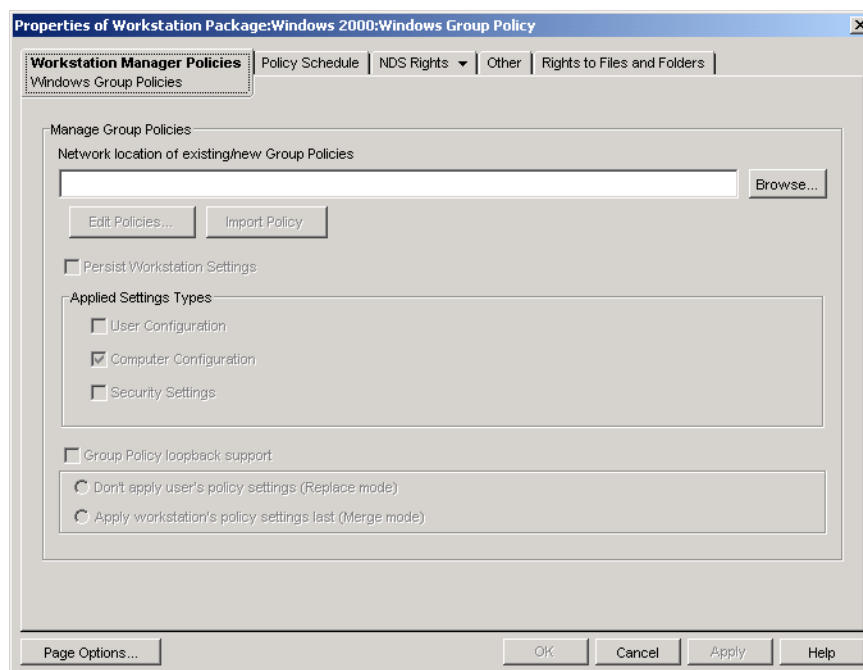 Properties of Workstation Package:Windows 2000:Windows Group Policy
Workstation Manager Policies
Policy Schedule
NDS Rights
Other
Rights to Files and Folders
Windows Group Policies
Manage Group Policies
Network location of existing/new Group Policies
Browse...
Edit Policies...
Import Policy
Persist Workstation Settings
Applied Settings Types
User Configuration
Computer Configuration
Security Settings
Group Policy loopback support
Don't apply user's policy settings (Replace mode)
Apply workstation's policy settings last (Merge mode)
Page Options...
OK
Cancel
Apply
Help